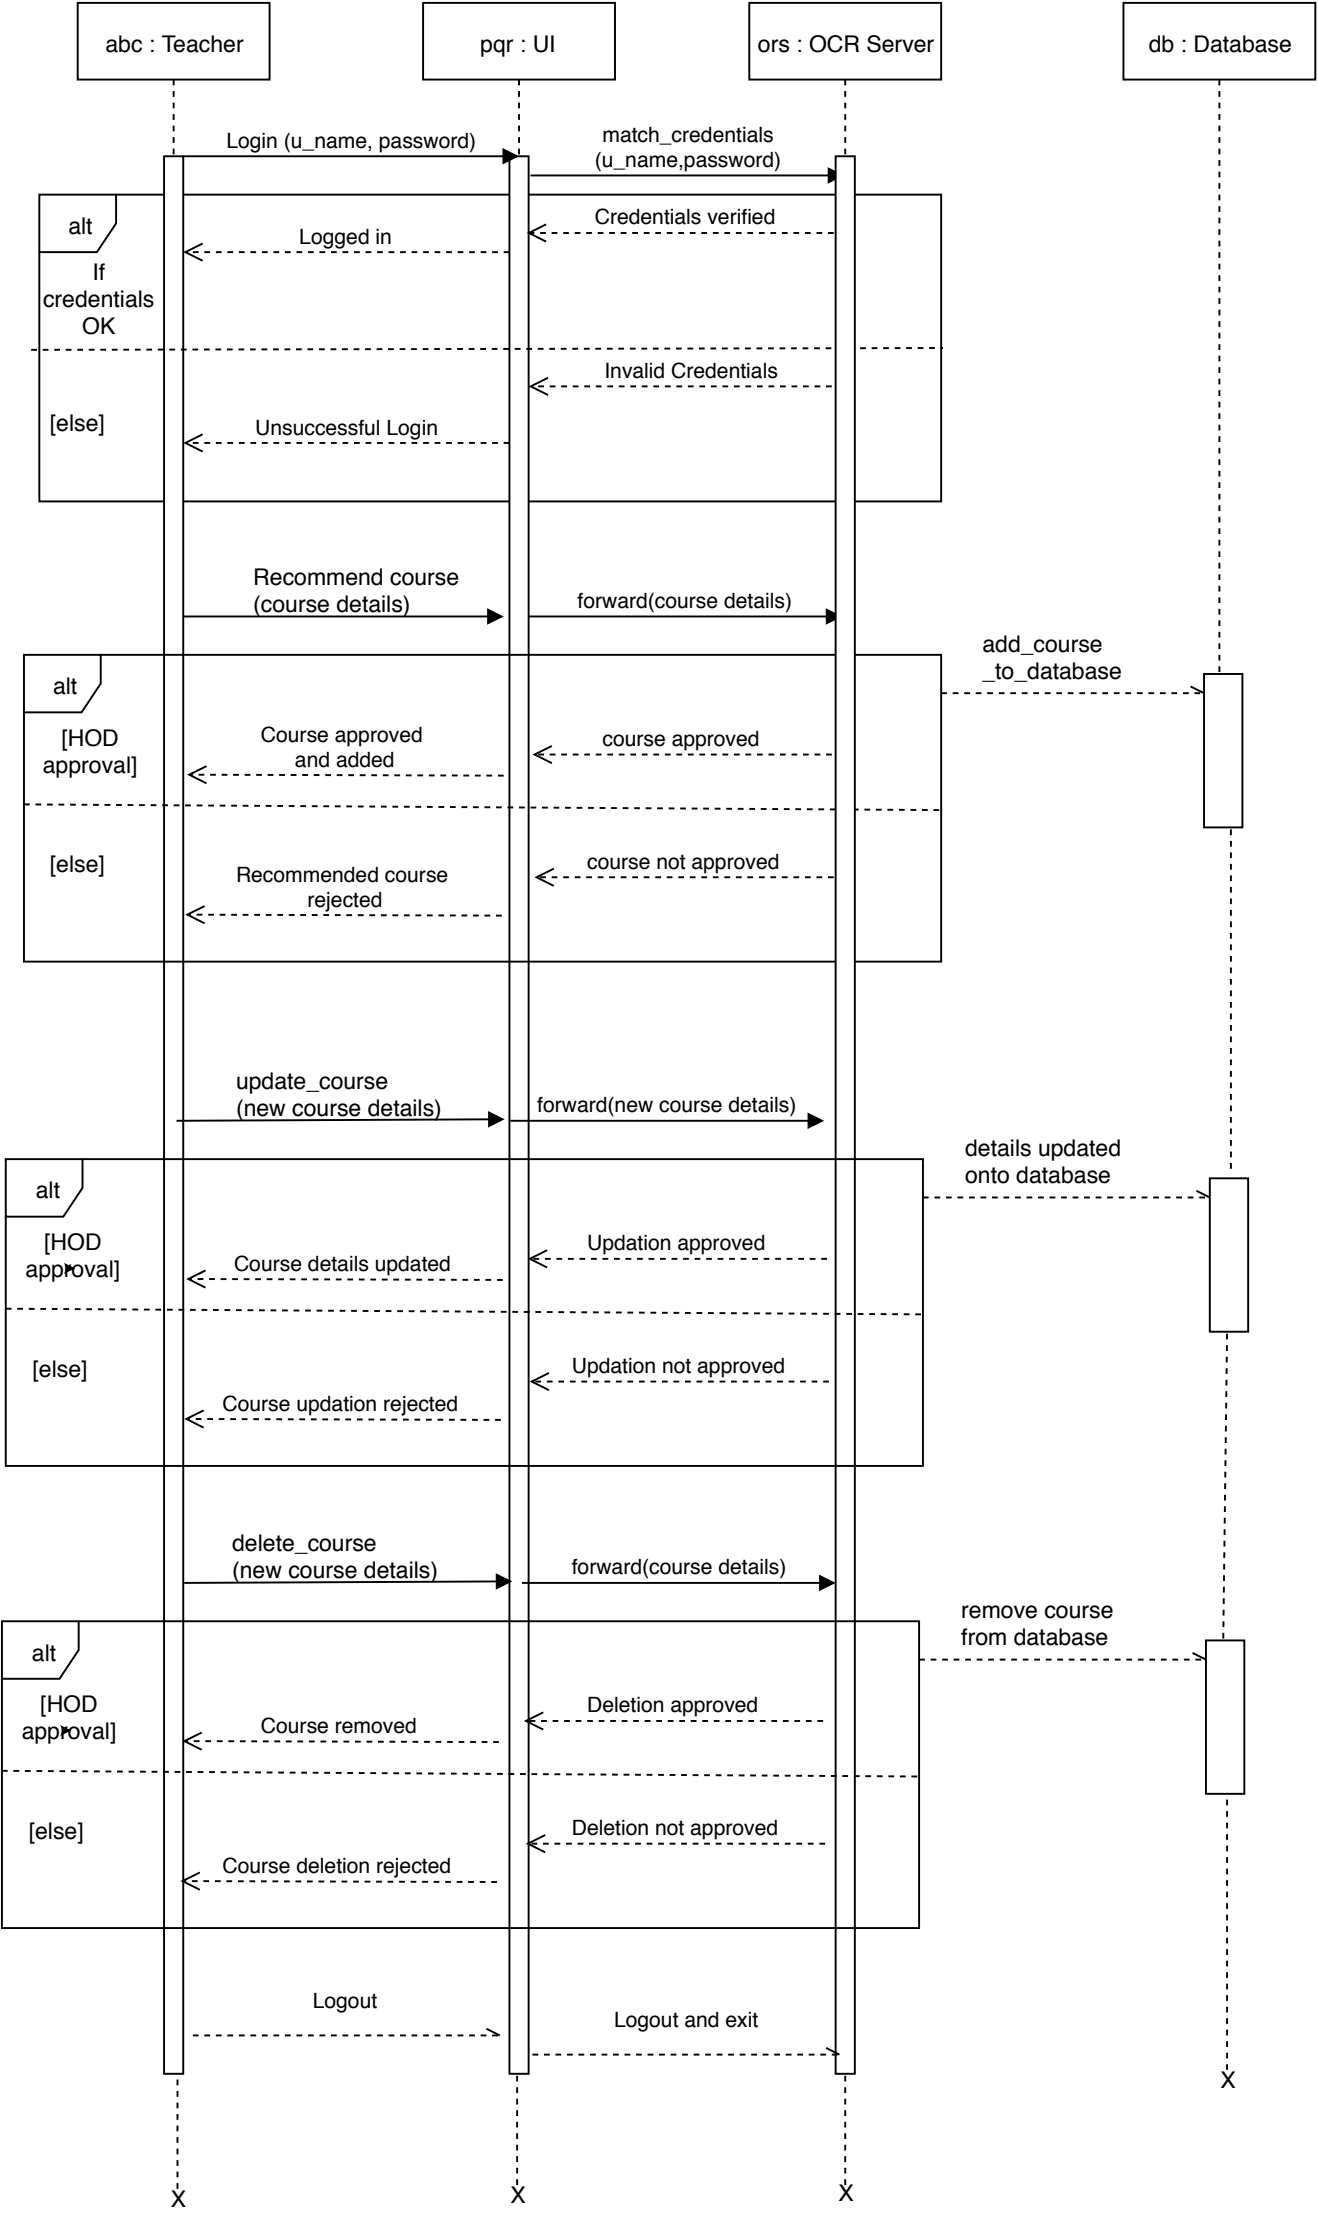 abc : Teacher
pqr : UI
ors : OCR Server
db : Database
Login (u_name, password)
match_credentials
(u_name,password)
alt
Credentials verified
Logged in
If
credentials
OK
Invalid Credentials
[else]
Unsuccessful Login
Recommend course
(course details)
forward(course details)
add_course
_to_database
alt
[HOD
approval]
Course approved
and added
course approved
[else]
course not approved
Recommended course
rejected
update_course
(new course details)
forward(new course details)
details updated
onto database
alt
[HOD
approval]
Updation approved
Course details updated
[else]
Updation not approved
Course updation rejected
delete_course
(new course details)
forward(course details)
remove course
from database
alt
[HOD
approval]
Deletion approved
Course removed
[else]
Deletion not approved
Course deletion rejected
Logout
Logout and exit
X
X
X
X